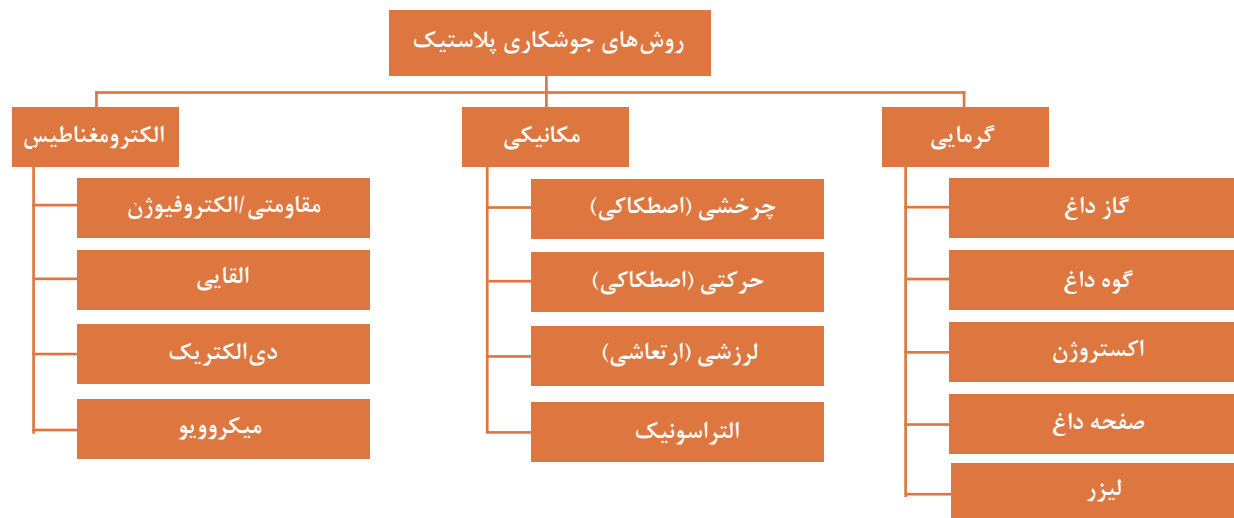 روش‌های جوشکاری پلاستیک
گرمایی
گاز داغ
گوه داغ
اکستروژن
صفحه داغ
لیزر
مکانیکی
چرخشی (اصطکاکی)
حرکتی (اصطکاکی)
لرزشی (ارتعاشی)
التراسونیک
الکترومغناطیس
مقاومتی/الکتروفیوژن
القایی
دی‌الکتریک
میکروویو